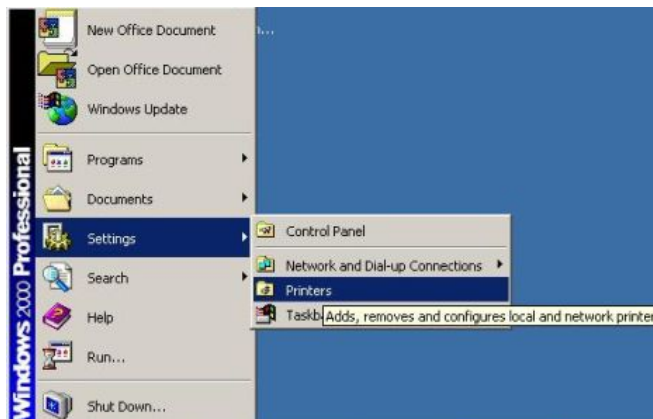 New Office Document
Open Office Document
Windows Update
Programs
Documents
Settings
Search
Help
Run...
Shut Down...
Windows 2000 Professional
Control Panel
Network and Dial-up Connections
Printers
Taskb
Adds, removes and configures local and network printer